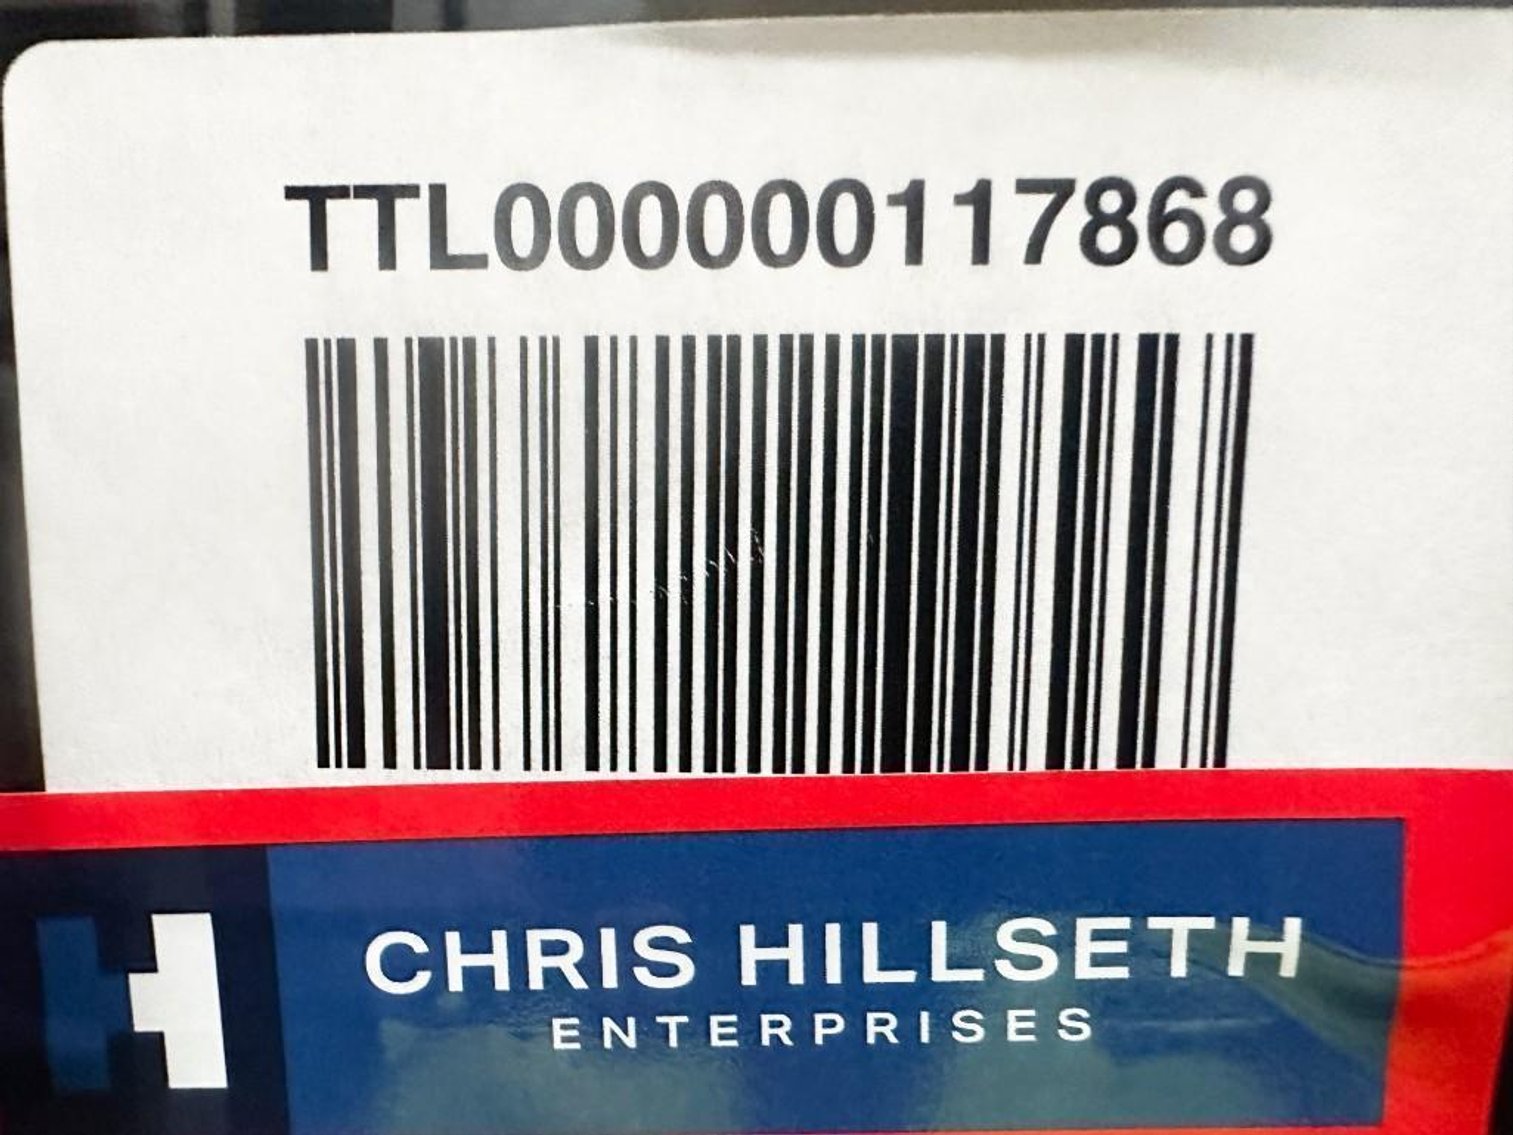 TTL000000117868
CHRIS HILLSETH
ENTERPRISES